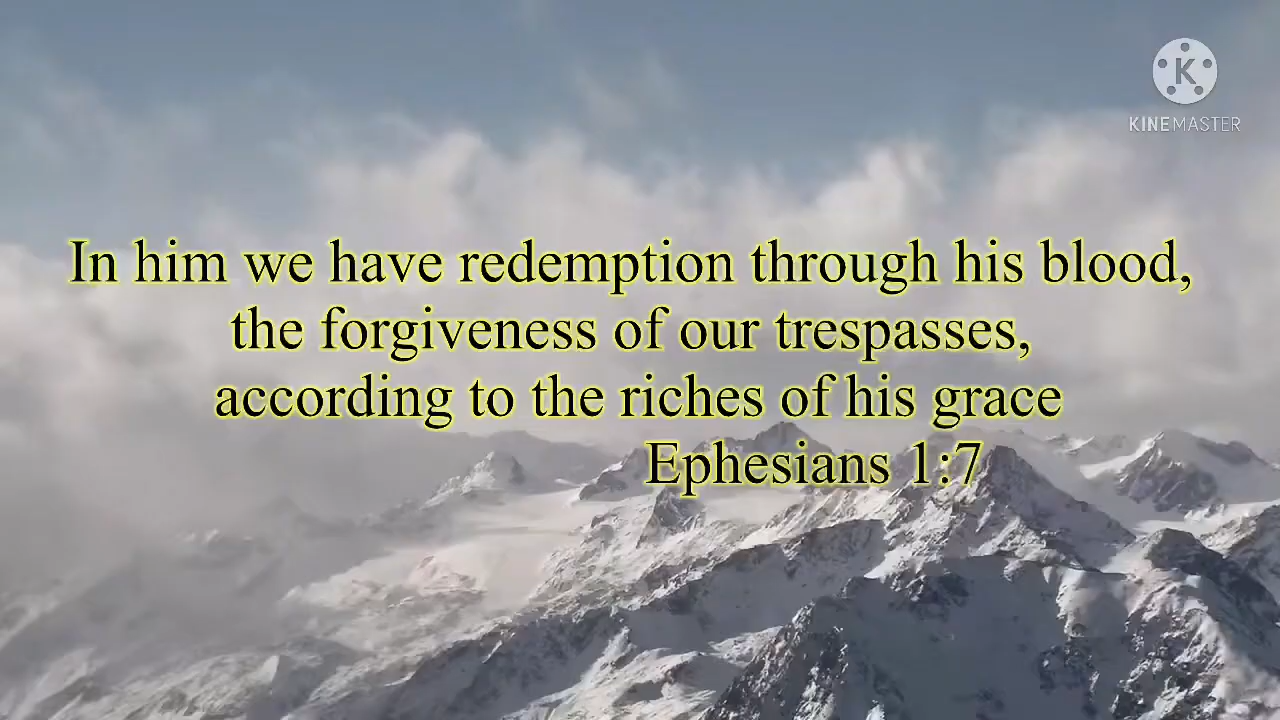 K
KINEMASTER
In him we have redemption through his blood,
the forgiveness of our trespasses,
according to the riches of his grace
Ephesians 1:7